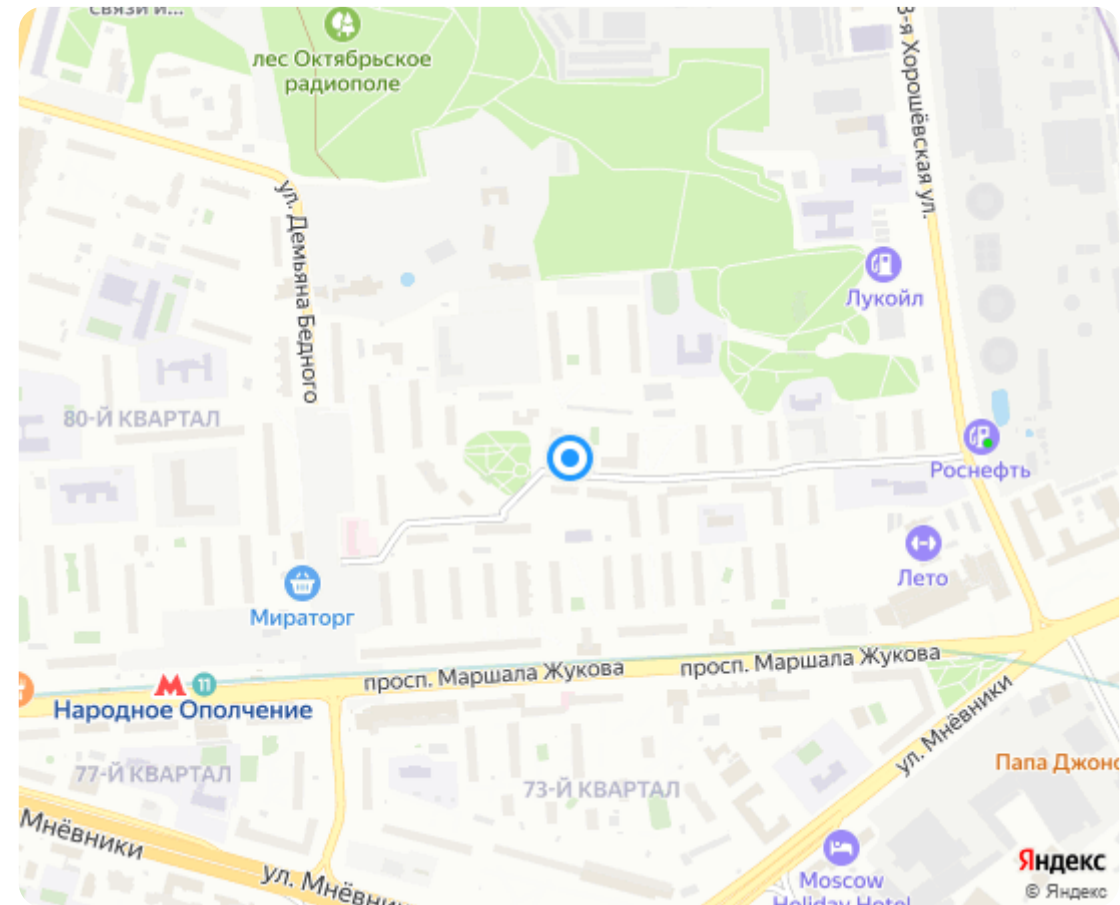 связи и...
лес Октябрьское
радиополе
3-я Хорошёвская ул.
ул. Демьяна Бедного
Лукойл
80-Й КВАРТАЛ
Роснефть
Лето
Мираторг
просп. Маршала Жукова
просп. Маршала Жукова
11
Народное Ополчение
ул. Мнёвники
77-Й КВАРТАЛ
73-Й КВАРТАЛ
Папа Джонс
Мнёвники
ул. Мнёвни
Moscow
Holiday Hotel
Яндекс
© Яндекс